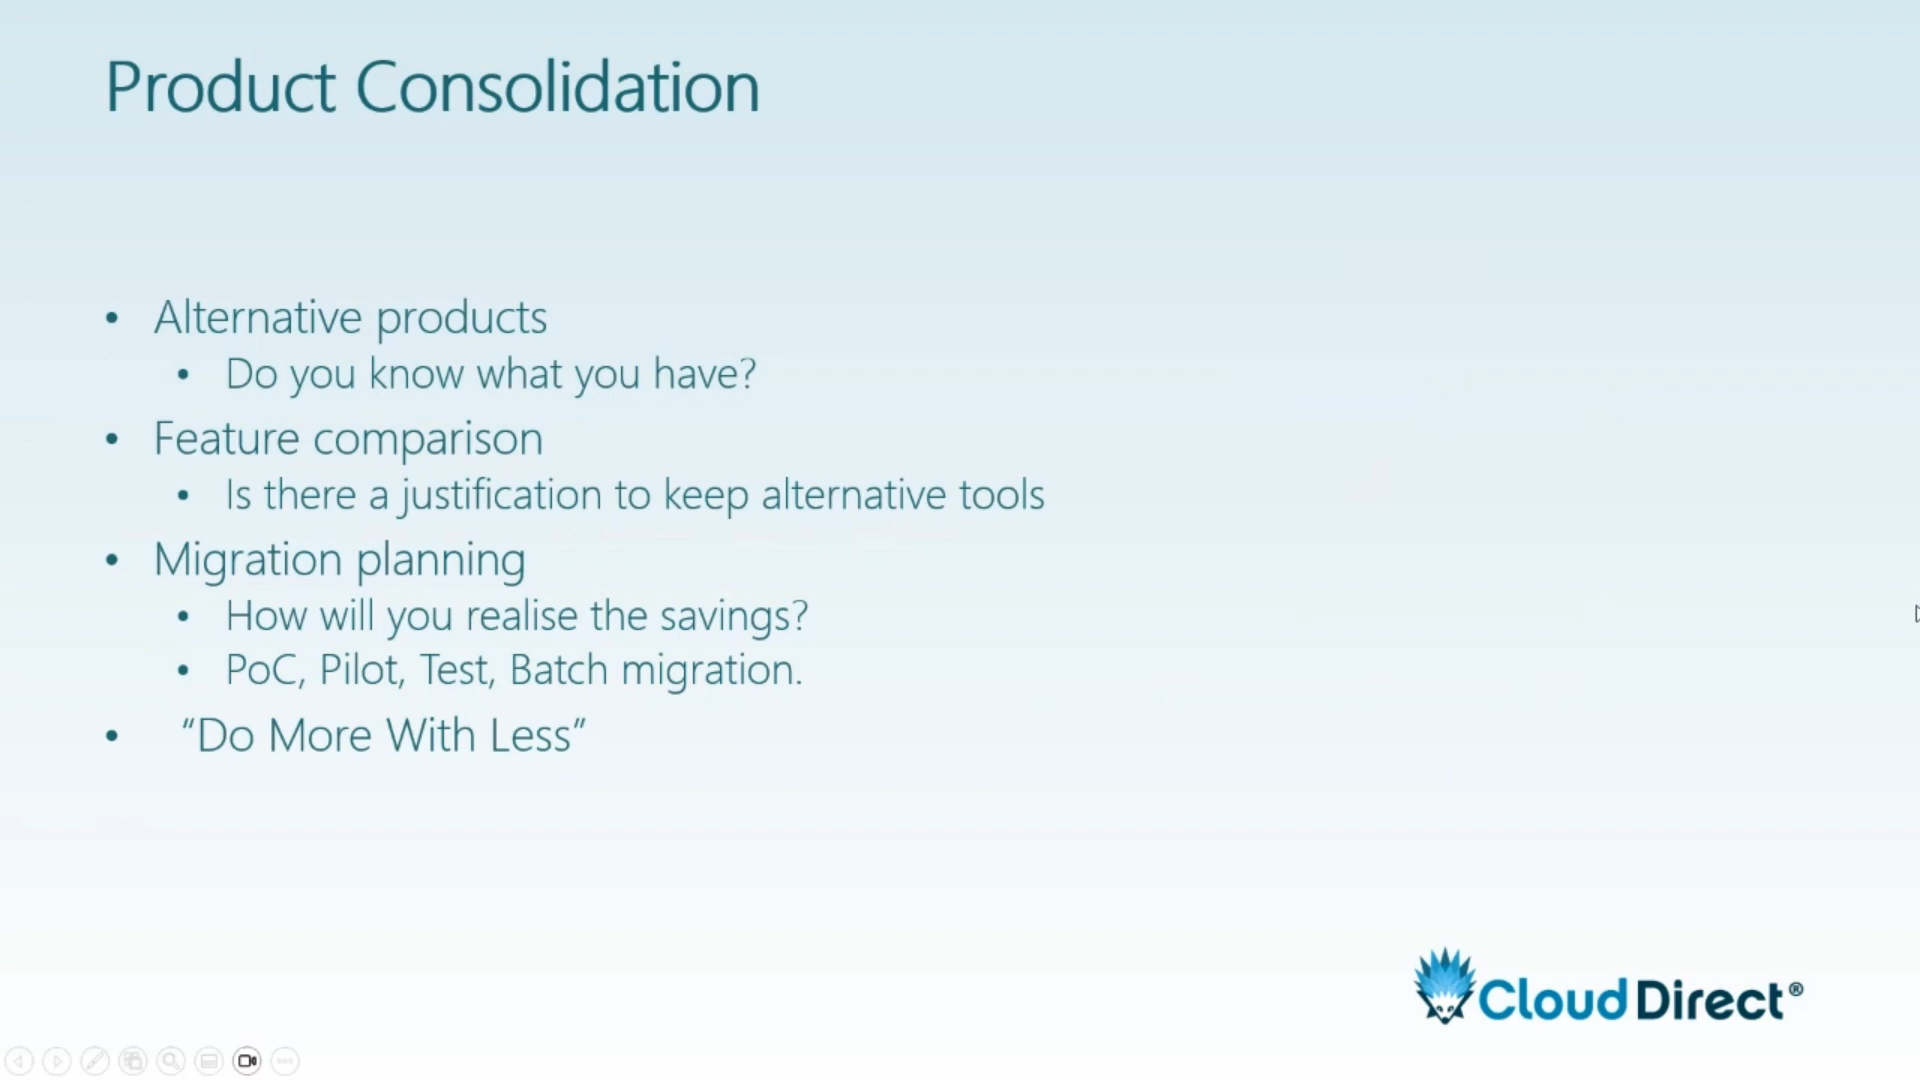 Product Consolidation
• Alternative products
• Do you know what you have?
• Feature comparison
• Is there a justification to keep alternative tools
• Migration planning
• How will you realise the savings?
• PoC, Pilot, Test, Batch migration.
• “Do More With Less”
Cloud Direct®